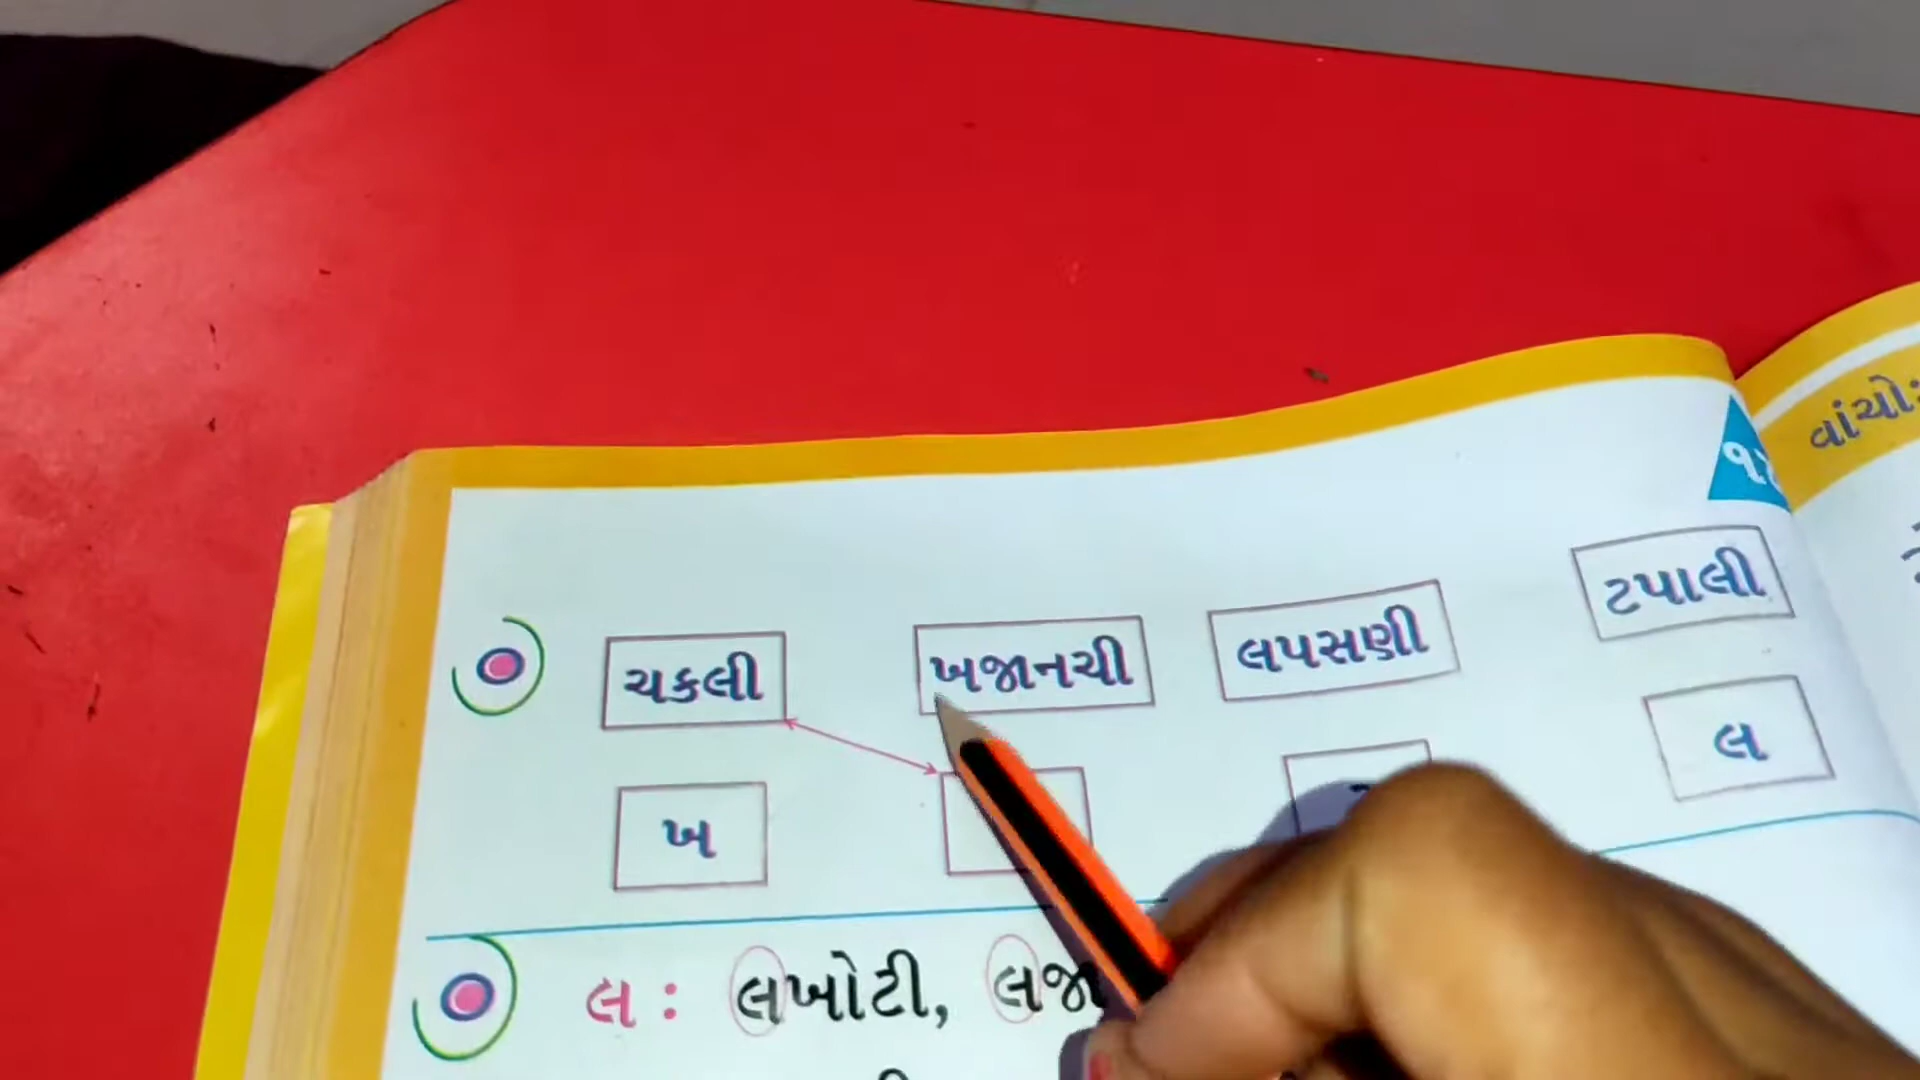 વાંચોઃ
ચકલી ખજાનચી લપસણી ટપાલી
ખ લ
લ : લખોટી, લજા